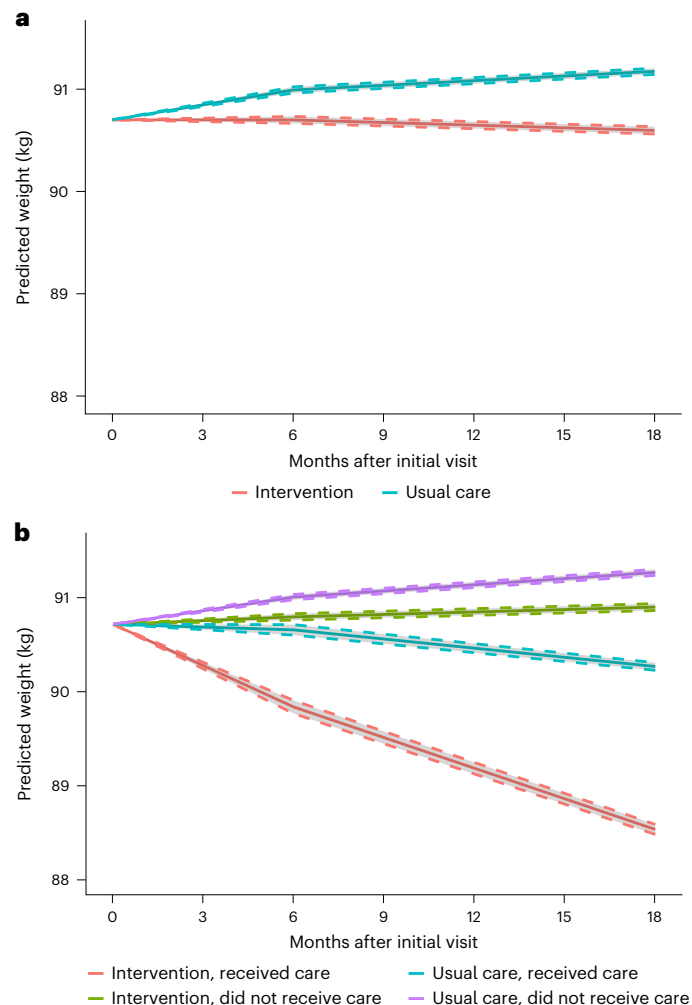 a
Predicted weight (kg)
91
90
89
88
0 3 6 9 12 15 18
Months after initial visit
Intervention Usual care
b
Predicted weight (kg)
91
90
89
88
0 3 6 9 12 15 18
Months after initial visit
Intervention, received care Usual care, received care
Intervention, did not receive care Usual care, did not receive care